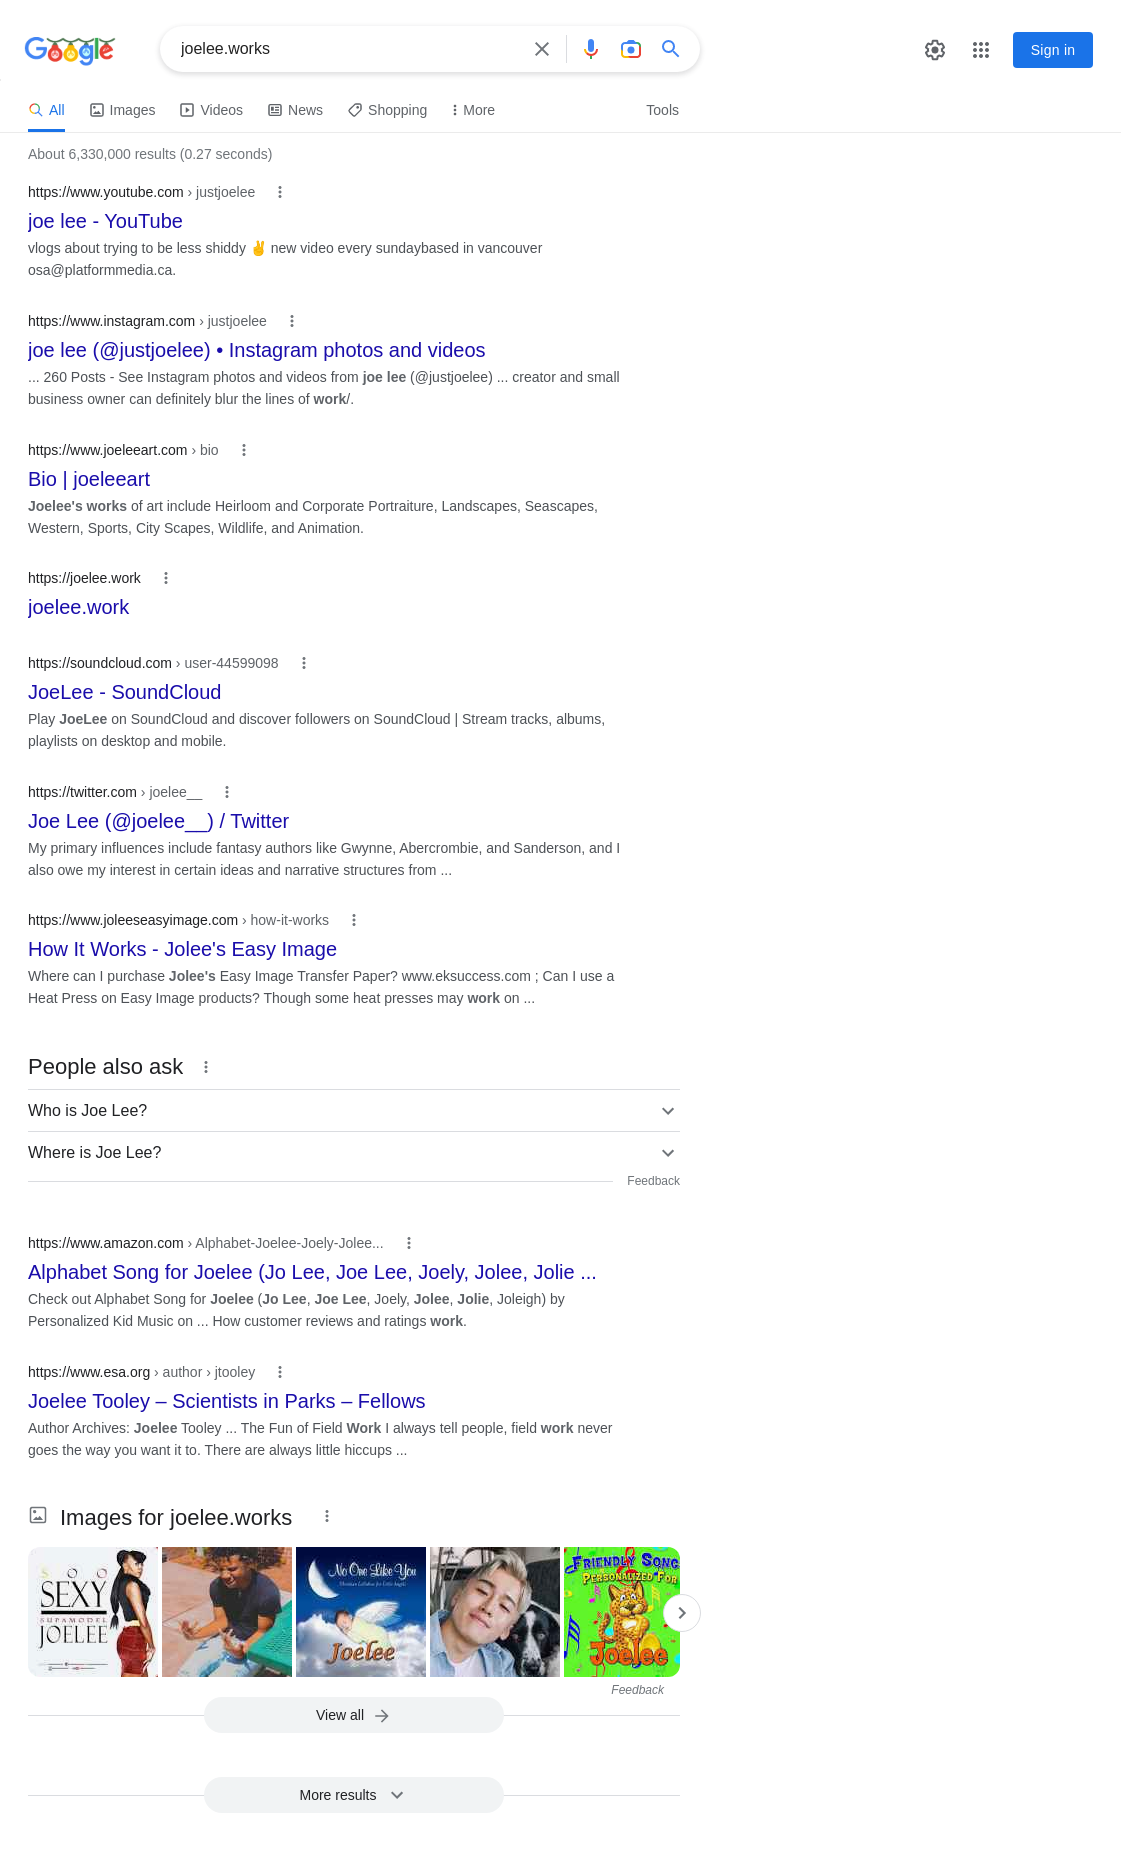 Google
joelee.works
Sign in
All
Images
Videos
News
Shopping
More
Tools
About 6,330,000 results (0.27 seconds)
https://www.youtube.com › justjoelee
joe lee - YouTube
vlogs about trying to be less shiddy ✌️ new video every sundaybased in vancouver
osa@platformmedia.ca.
https://www.instagram.com › justjoelee
joe lee (@justjoelee) • Instagram photos and videos
... 260 Posts - See Instagram photos and videos from joe lee (@justjoelee) ... creator and small
business owner can definitely blur the lines of work/.
https://www.joeleeart.com › bio
Bio | joeleeart
Joelee's works of art include Heirloom and Corporate Portraiture, Landscapes, Seascapes,
Western, Sports, City Scapes, Wildlife, and Animation.
https://joelee.work
joelee.work
https://soundcloud.com › user-44599098
JoeLee - SoundCloud
Play JoeLee on SoundCloud and discover followers on SoundCloud | Stream tracks, albums,
playlists on desktop and mobile.
https://twitter.com › joelee__
Joe Lee (@joelee__) / Twitter
My primary influences include fantasy authors like Gwynne, Abercrombie, and Sanderson, and I
also owe my interest in certain ideas and narrative structures from ...
https://www.joleeseasyimage.com › how-it-works
How It Works - Jolee's Easy Image
Where can I purchase Jolee's Easy Image Transfer Paper? www.eksuccess.com ; Can I use a
Heat Press on Easy Image products? Though some heat presses may work on ...
People also ask
Who is Joe Lee?
Where is Joe Lee?
Feedback
https://www.amazon.com › Alphabet-Joelee-Joely-Jolee...
Alphabet Song for Joelee (Jo Lee, Joe Lee, Joely, Jolee, Jolie ...
Check out Alphabet Song for Joelee (Jo Lee, Joe Lee, Joely, Jolee, Jolie, Joleigh) by
Personalized Kid Music on ... How customer reviews and ratings work.
https://www.esa.org › author › jtooley
Joelee Tooley – Scientists in Parks – Fellows
Author Archives: Joelee Tooley ... The Fun of Field Work I always tell people, field work never
goes the way you want it to. There are always little hiccups ...
Images for joelee.works
SOO
SEXY
SUPAMODEL
JOELEE
No One Like You
Christian Lullabies for Little Angels
Joelee
FRIENDLY SONG
PERSONALIZED FOR
Joelee
Feedback
View all
More results